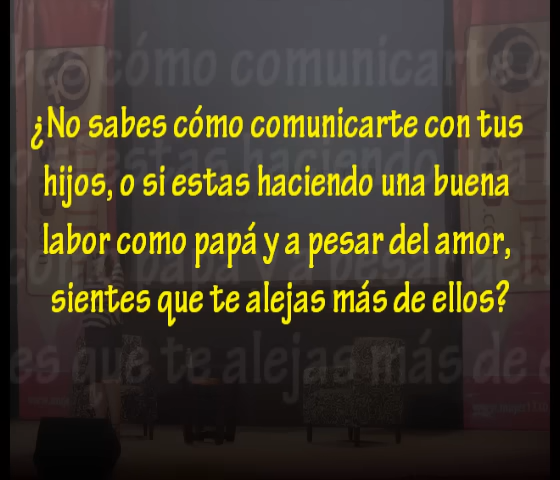 ¿No sabes cómo comunicarte con tus
hijos, o si estas haciendo una buena
labor como papá y a pesar del amor,
sientes que te alejas más de ellos?